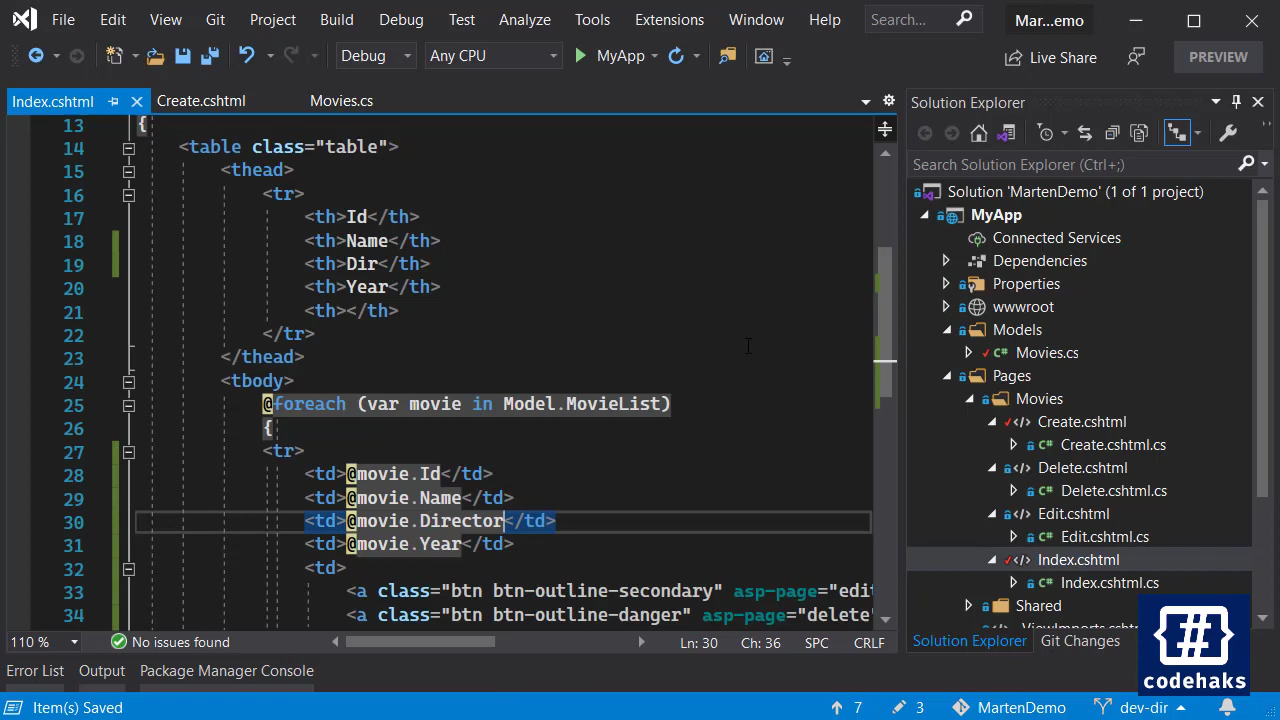 File Edit View Git Project Build Debug Test Analyze Tools Extensions Window Help Search... Mar...emo
Debug Any CPU MyApp Live Share PREVIEW
Index.cshtml Create.cshtml Movies.cs
13 {
14 <table class="table">
15 <thead>
16 <tr>
17 <th>Id</th>
18 <th>Name</th>
19 <th>Dir</th>
20 <th>Year</th>
21 <th></th>
22 </tr>
23 </thead>
24 <tbody>
25 @foreach (var movie in Model.MovieList)
26 {
27 <tr>
28 <td>@movie.Id</td>
29 <td>@movie.Name</td>
30 <td>@movie.Director</td>
31 <td>@movie.Year</td>
32 <td>
33 <a class="btn btn-outline-secondary" asp-page="edit
34 <a class="btn btn-outline-danger" asp-page="delete"
110 % No issues found Ln: 30 Ch: 36 SPC CRLF
Solution Explorer
Search Solution Explorer (Ctrl+;)
Solution 'MartenDemo' (1 of 1 project)
MyApp
Connected Services
Dependencies
Properties
wwwroot
Models
C# Movies.cs
Pages
Movies
Create.cshtml
C# Create.cshtml.cs
Delete.cshtml
C# Delete.cshtml.cs
Edit.cshtml
C# Edit.cshtml.cs
Index.cshtml
C# Index.cshtml.cs
Shared
Solution Explorer Git Changes
Error List Output Package Manager Console
Item(s) Saved 7 3 MartenDemo dev-dir
#
codehaks